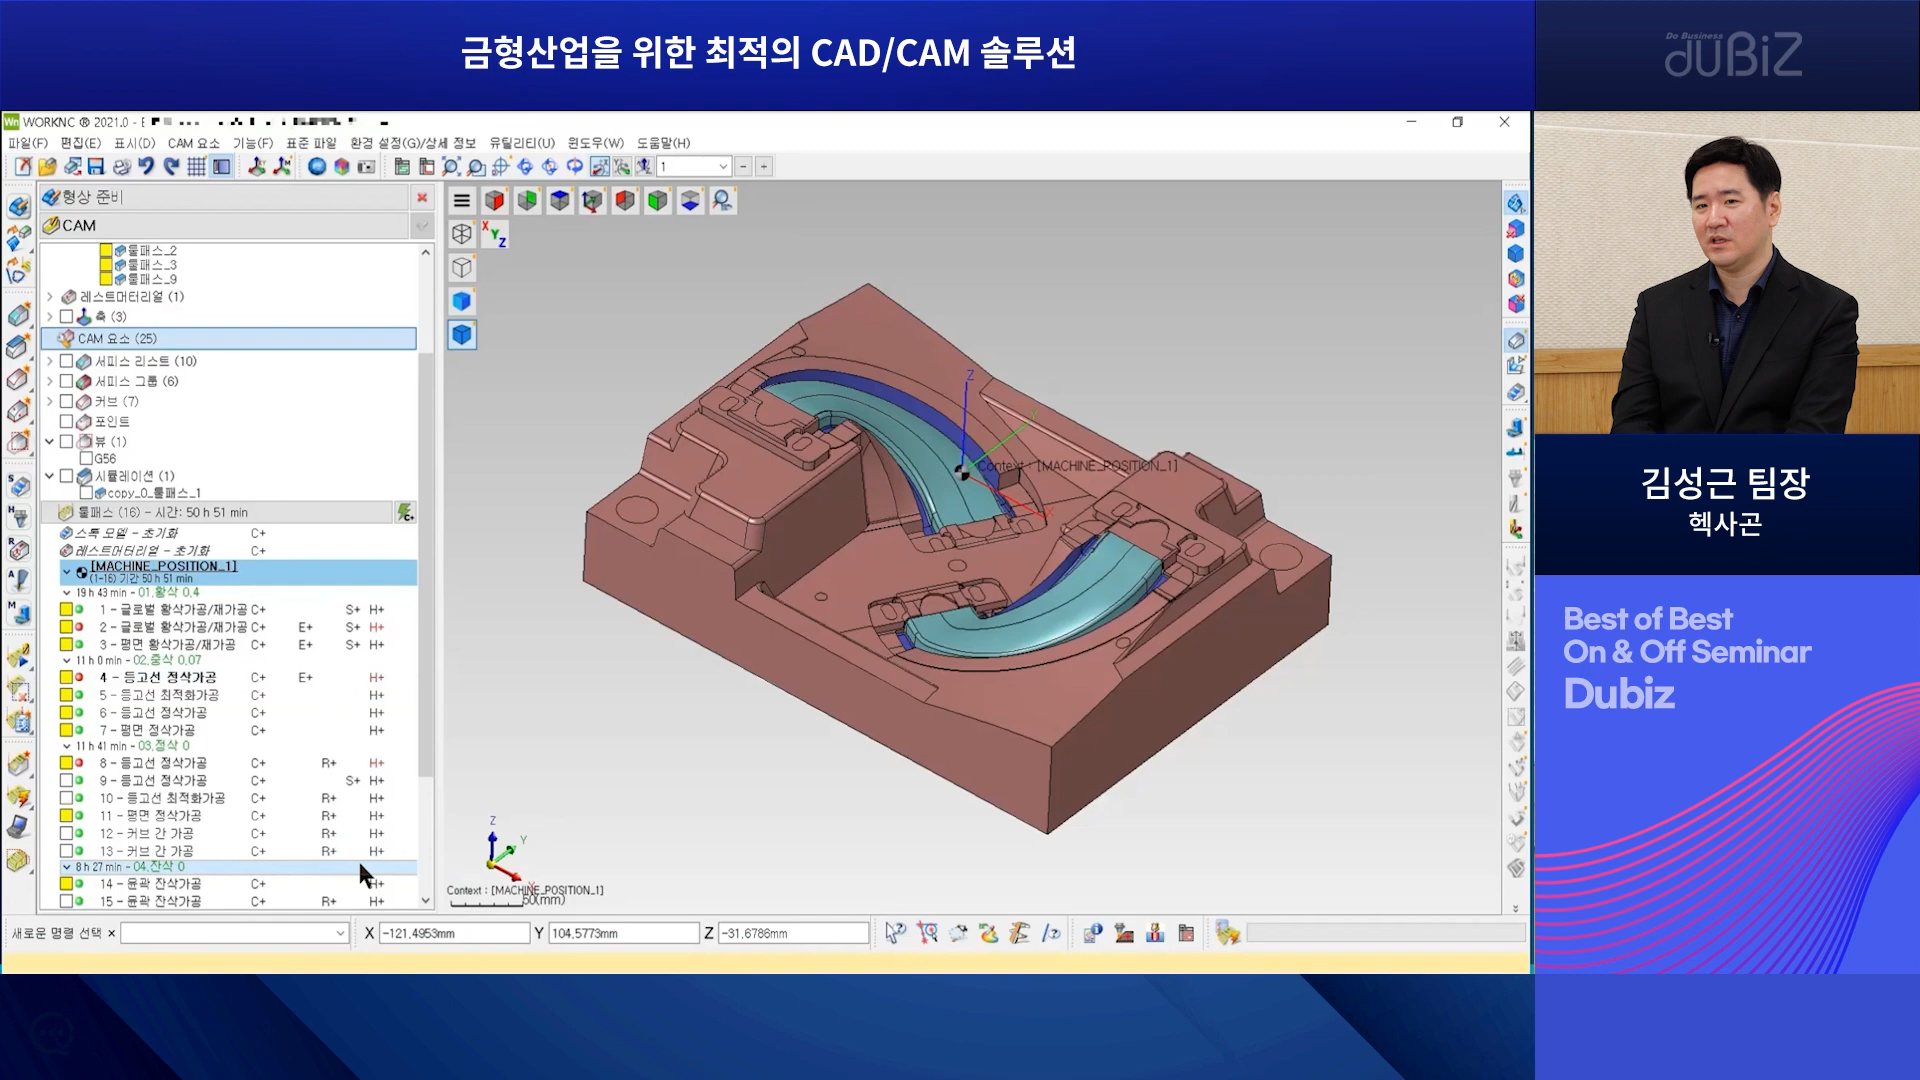 금형산업을 위한 최적의 CAD/CAM 솔루션
Do Business
duBiZ
WORKNC ® 2021.0 -
파일(F) 편집(E) 표시(D) CAM 요소 기능(F) 표준 파일 환경 설정(G)/상세 정보 유틸리티(U) 윈도우(W) 도움말(H)
1
형상 준비
CAM
툴패스_2
툴패스_3
툴패스_9
레스트머터리얼 (1)
축 (3)
CAM 요소 (25)
서피스 리스트 (10)
서피스 그룹 (6)
커브 (7)
포인트
뷰 (1)
G56
시뮬레이션 (1)
copy_0_툴패스_1
툴패스 (16) - 시간: 50 h 51 min
스톡 모델 - 초기화 C+
레스트머터리얼 - 초기화 C+
[MACHINE_POSITION_1]
(1-16) 기간 50 h 51 min
19 h 43 min - 01.황삭 0.4
1 - 글로벌 황삭가공/재가공 C+ S+ H+
2 - 글로벌 황삭가공/재가공 C+ E+ S+ H+
3 - 평면 황삭가공/재가공 C+ E+ S+ H+
11 h 0 min - 02.중삭 0.07
4 - 등고선 정삭가공 C+ E+ H+
5 - 등고선 최적화가공 C+ H+
6 - 등고선 정삭가공 C+ H+
7 - 평면 정삭가공 C+ H+
11 h 41 min - 03.정삭 0
8 - 등고선 정삭가공 C+ R+ H+
9 - 등고선 정삭가공 C+ S+ H+
10 - 등고선 최적화가공 C+ R+ H+
11 - 평면 정삭가공 C+ R+ H+
12 - 커브 간 가공 C+ R+ H+
13 - 커브 간 가공 C+ R+ H+
8 h 27 min - 04.잔삭 0
14 - 윤곽 잔삭가공 C+ H+
15 - 윤곽 잔삭가공 C+ R+ H+
X Y Z
Z
Context : [MACHINE_POSITION_1]
X
Z
Y
Context : [MACHINE_POSITION_1]
50(mm)
새로운 명령 선택 × X -121.4953mm Y 104.5773mm Z -31.6786mm
김성근 팀장
헥사곤
Best of Best
On & Off Seminar
Dubiz